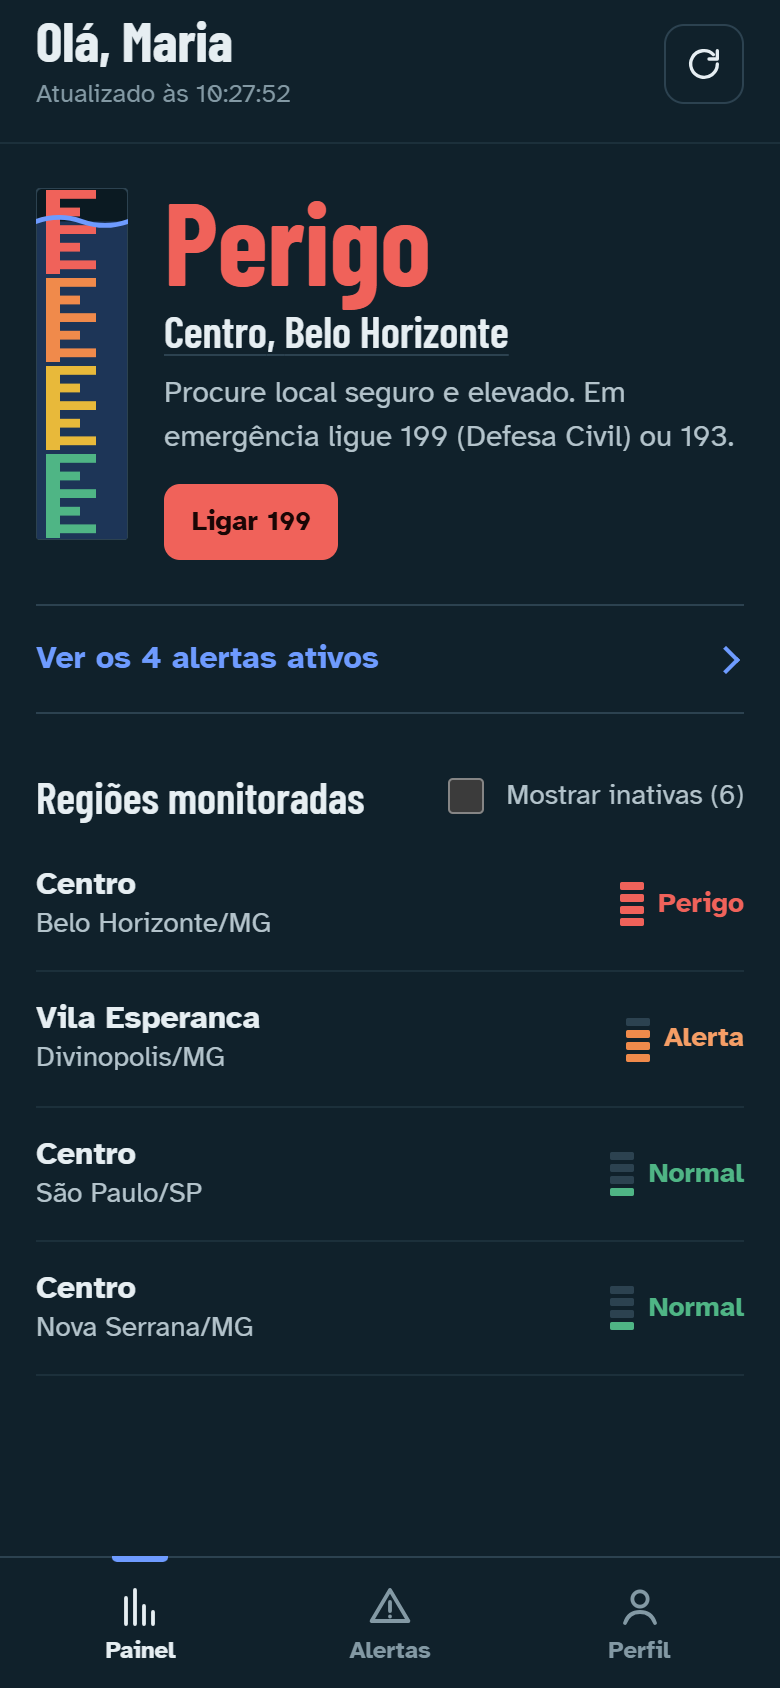 Olá, Maria
Atualizado às 10:27:52
Perigo
Centro, Belo Horizonte
Procure local seguro e elevado. Em
emergência ligue 199 (Defesa Civil) ou 193.
Ligar 199
Ver os 4 alertas ativos
Regiões monitoradas
Mostrar inativas (6)
Centro
Belo Horizonte/MG
Perigo
Vila Esperanca
Divinopolis/MG
Alerta
Centro
São Paulo/SP
Normal
Centro
Nova Serrana/MG
Normal
Painel
Alertas
Perfil